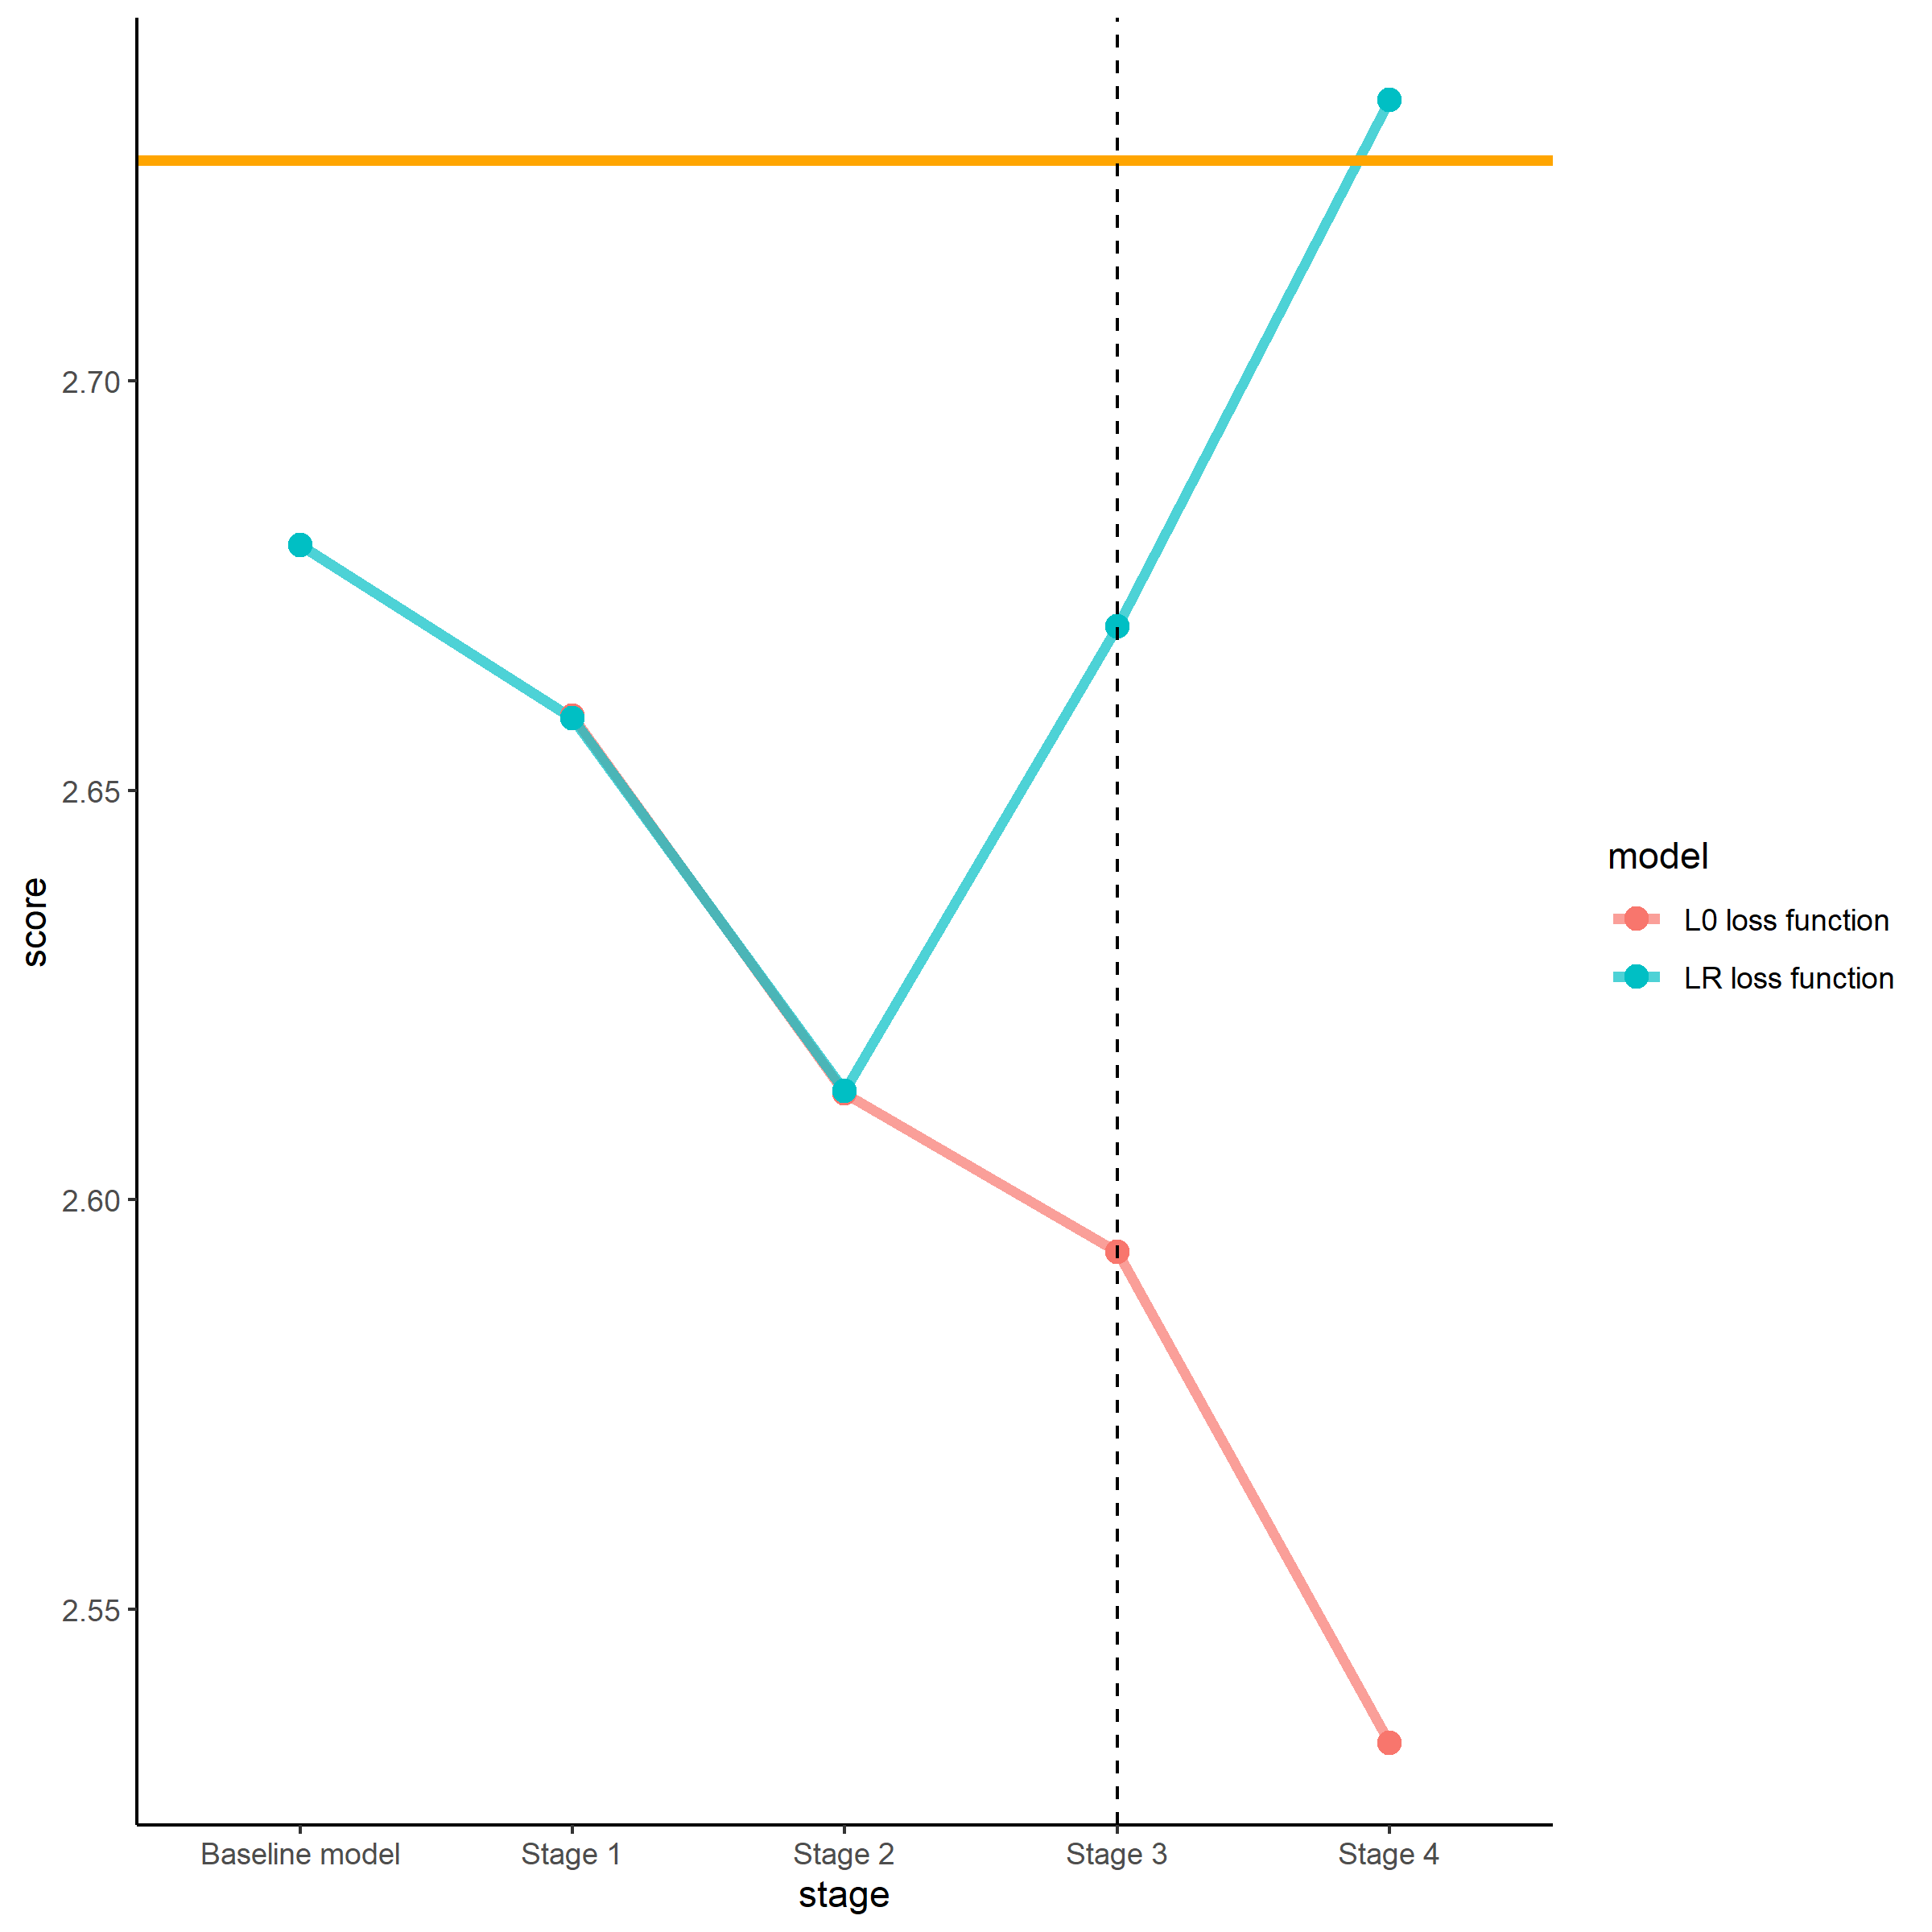 2.70
2.65
2.60
2.55
score
Baseline model
Stage 1
Stage 2
Stage 3
Stage 4
stage
model
L0 loss function
LR loss function